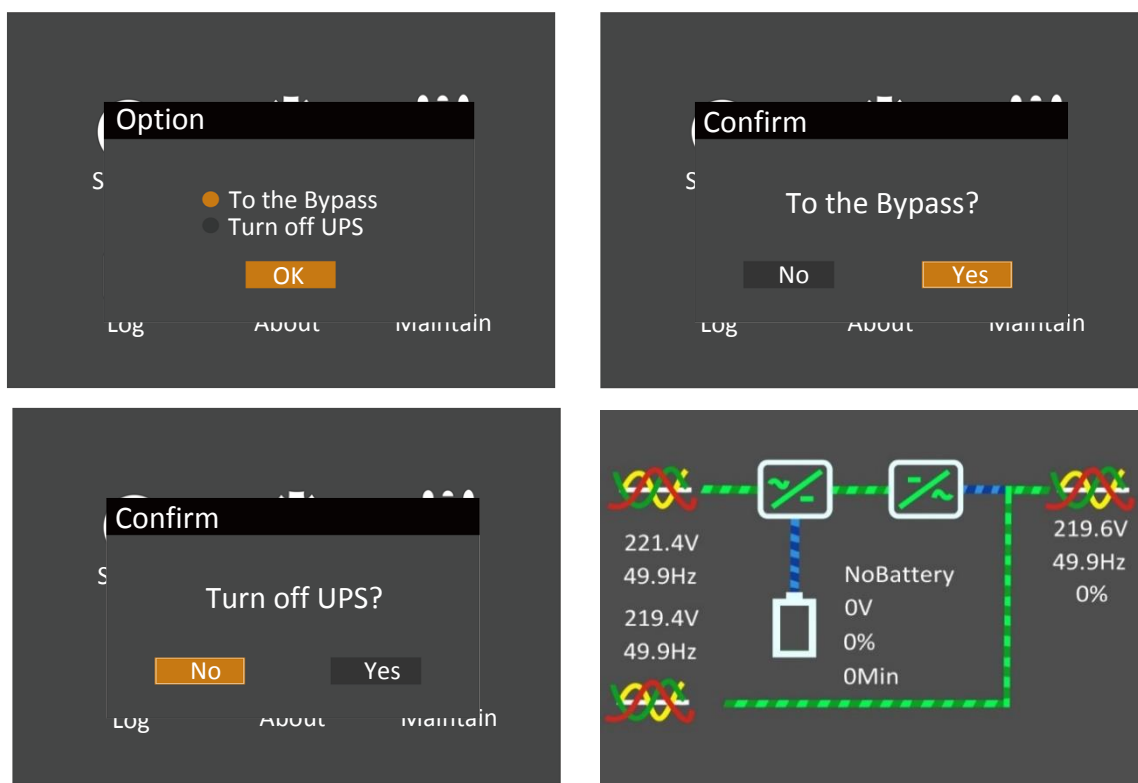 Option
S
To the Bypass
Turn off UPS
OK
Log About Maintain
Confirm
S
To the Bypass?
No Yes
Log About Maintain
Confirm
S
Turn off UPS?
No Yes
Log About Maintain
221.4V
49.9Hz
219.4V
49.9Hz
NoBattery
0V
0%
0Min
219.6V
49.9Hz
0%